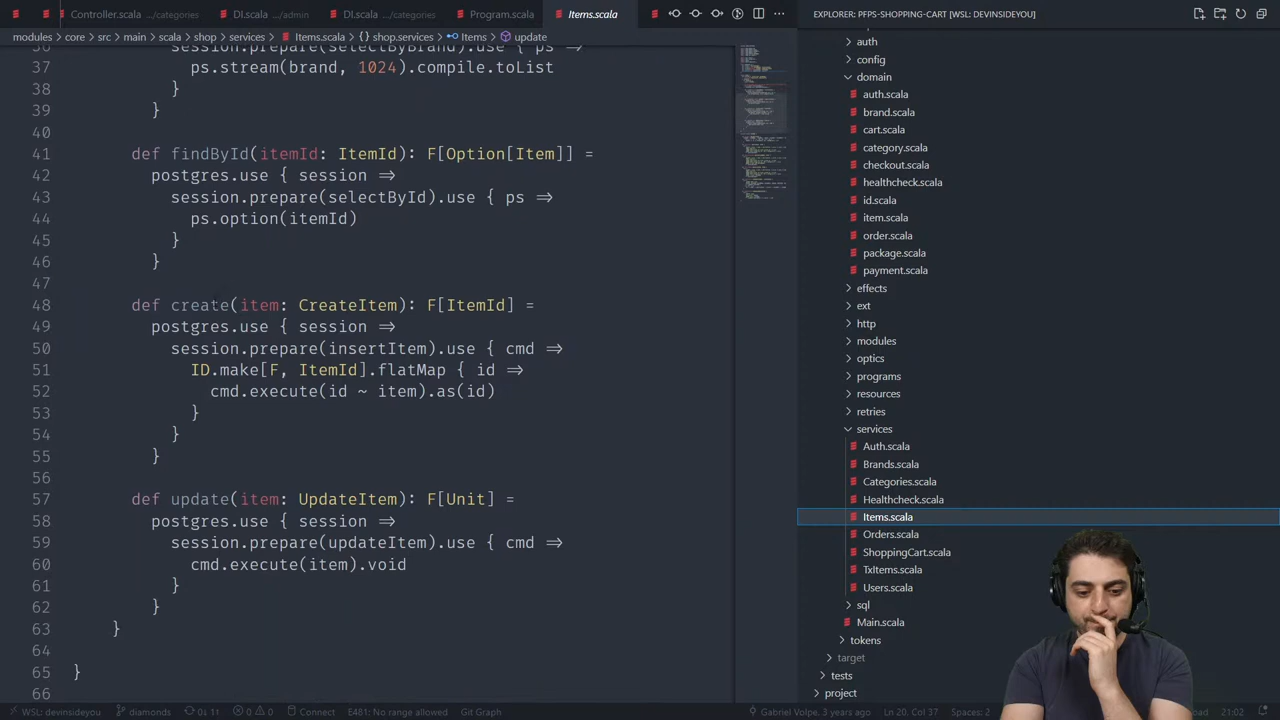 Controller.scala .../categories
DI.scala .../admin
DI.scala .../categories
Program.scala
Items.scala
EXPLORER: PFPS-SHOPPING-CART [WSL: DEVINSIDEYOU]
modules > core > src > main > scala > shop > services > Items.scala > shop.services > Items > update
36 session.prepare(selectByBrand).use { ps =>
37 ps.stream(brand, 1024).compile.toList
38 }
39 }
40
41 def findById(itemId: ItemId): F[Option[Item]] =
42 postgres.use { session =>
43 session.prepare(selectById).use { ps =>
44 ps.option(itemId)
45 }
46 }
47
48 def create(item: CreateItem): F[ItemId] =
49 postgres.use { session =>
50 session.prepare(insertItem).use { cmd =>
51 ID.make[F, ItemId].flatMap { id =>
52 cmd.execute(id ~ item).as(id)
53 }
54 }
55 }
56
57 def update(item: UpdateItem): F[Unit] =
58 postgres.use { session =>
59 session.prepare(updateItem).use { cmd =>
60 cmd.execute(item).void
61 }
62 }
63 }
64
65 }
66
auth
config
domain
auth.scala
brand.scala
cart.scala
category.scala
checkout.scala
healthcheck.scala
id.scala
item.scala
order.scala
package.scala
payment.scala
effects
ext
http
modules
optics
programs
resources
retries
services
Auth.scala
Brands.scala
Categories.scala
Healthcheck.scala
Items.scala
Orders.scala
ShoppingCart.scala
TxItems.scala
Users.scala
sql
Main.scala
tokens
target
tests
project
WSL: devinsideyou diamonds 0↓ 11↑ 0 0 Connect E481: No range allowed Git Graph Gabriel Volpe, 3 years ago Ln 20, Col 37 Spaces: 2 21:02